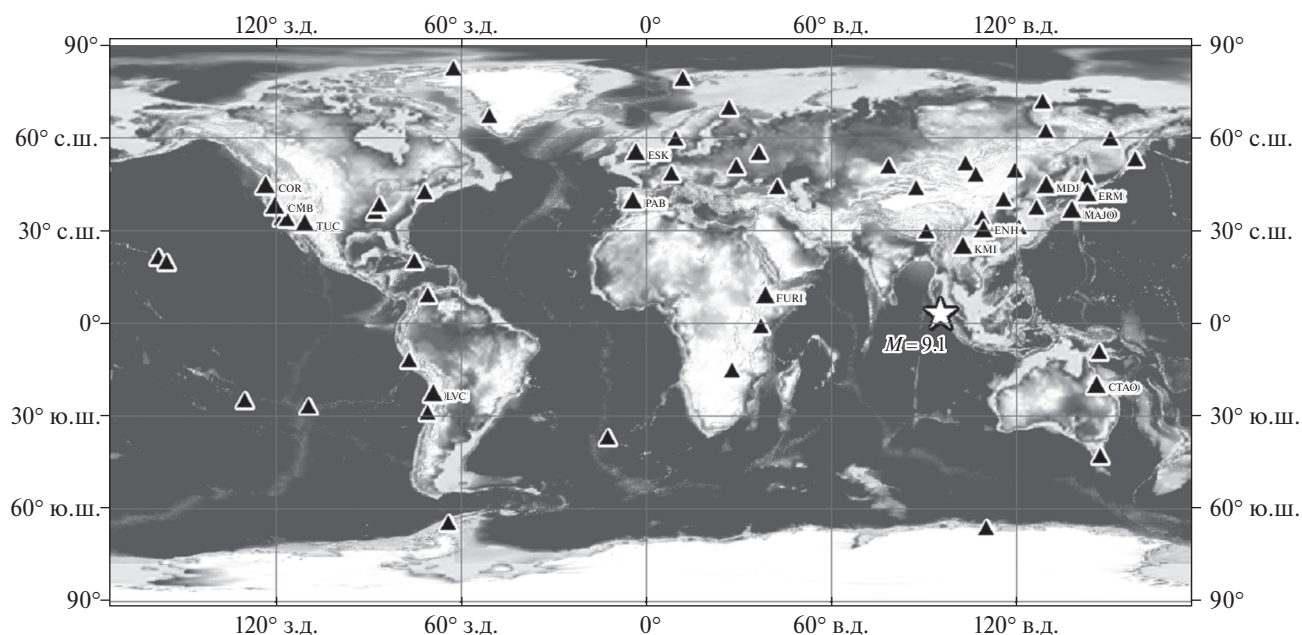 120° з.д. 60° з.д. 0° 60° в.д. 120° в.д.
90° 90°
60° с.ш. 60° с.ш.
ESK
COR MDJ
PAB ERM
CMB MAJO
TUC
30° с.ш. ENH 30° с.ш.
KMI
FURI
0° 0°
M=9.1
CTAO
LVC
30° ю.ш. 30° ю.ш.
60° ю.ш. 60° ю.ш.
90° 90°
120° з.д. 60° з.д. 0° 60° в.д. 120° в.д.